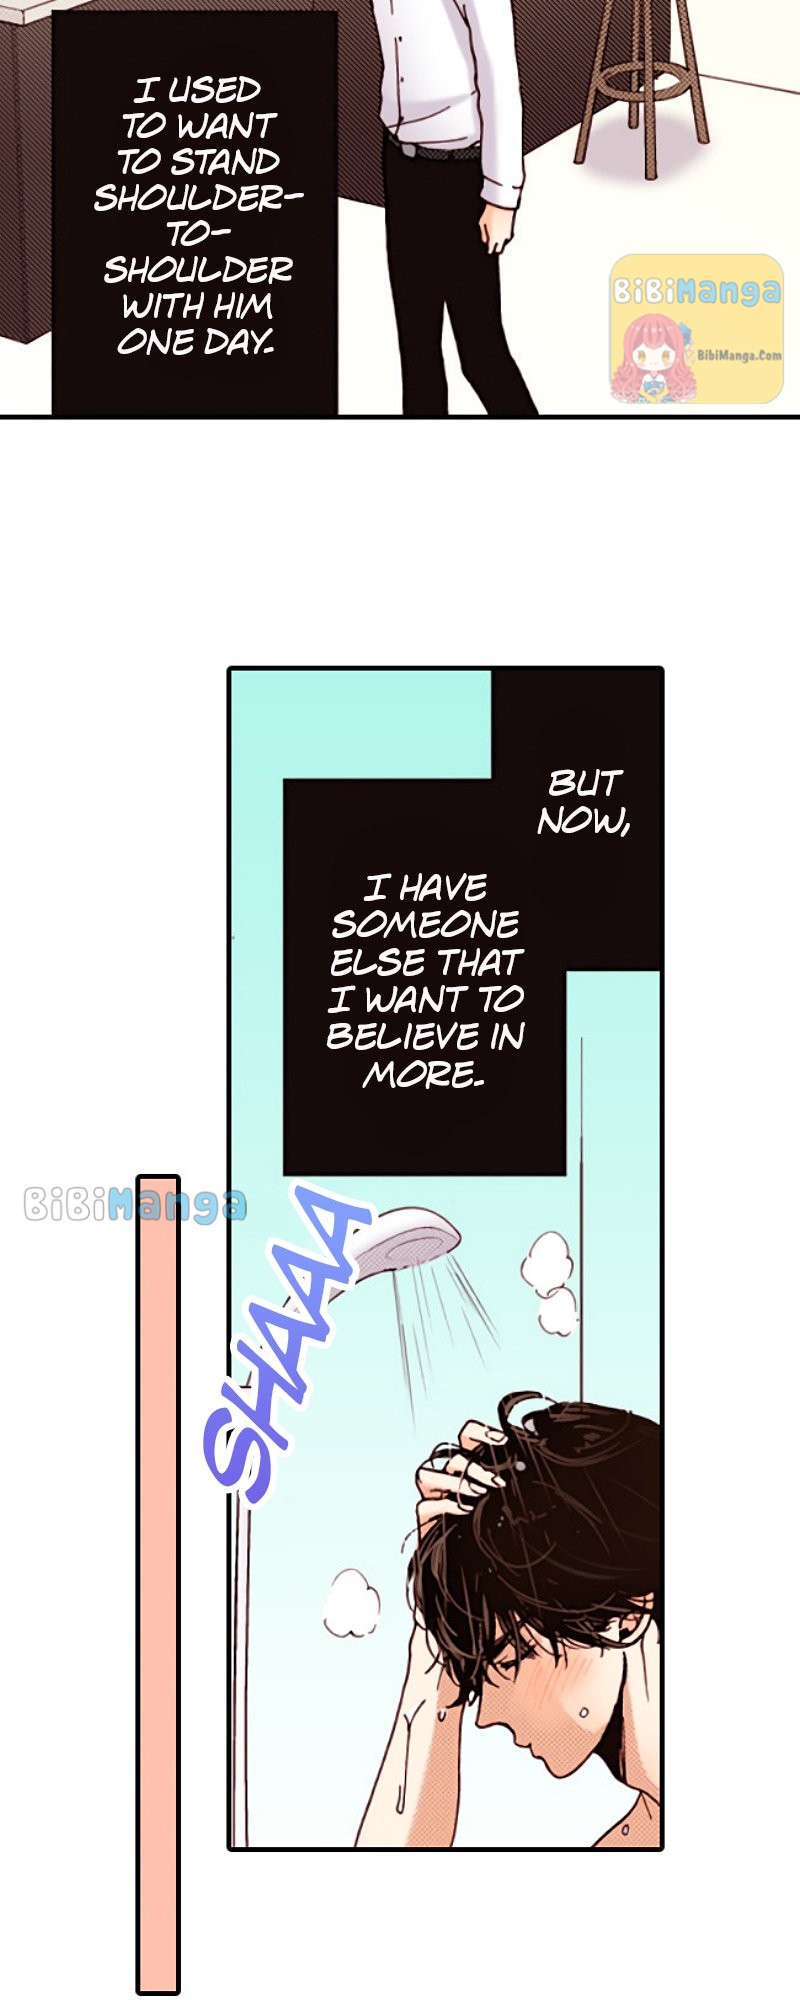 I USED
TO WANT
TO STAND
SHOULDER-
TO-
SHOULDER
WITH HIM
ONE DAY.
BiBiManga
BibiManga.Com
BUT
NOW,
I HAVE
SOMEONE
ELSE THAT
I WANT TO
BELIEVE IN
MORE.
BiBiManga
SHAAA